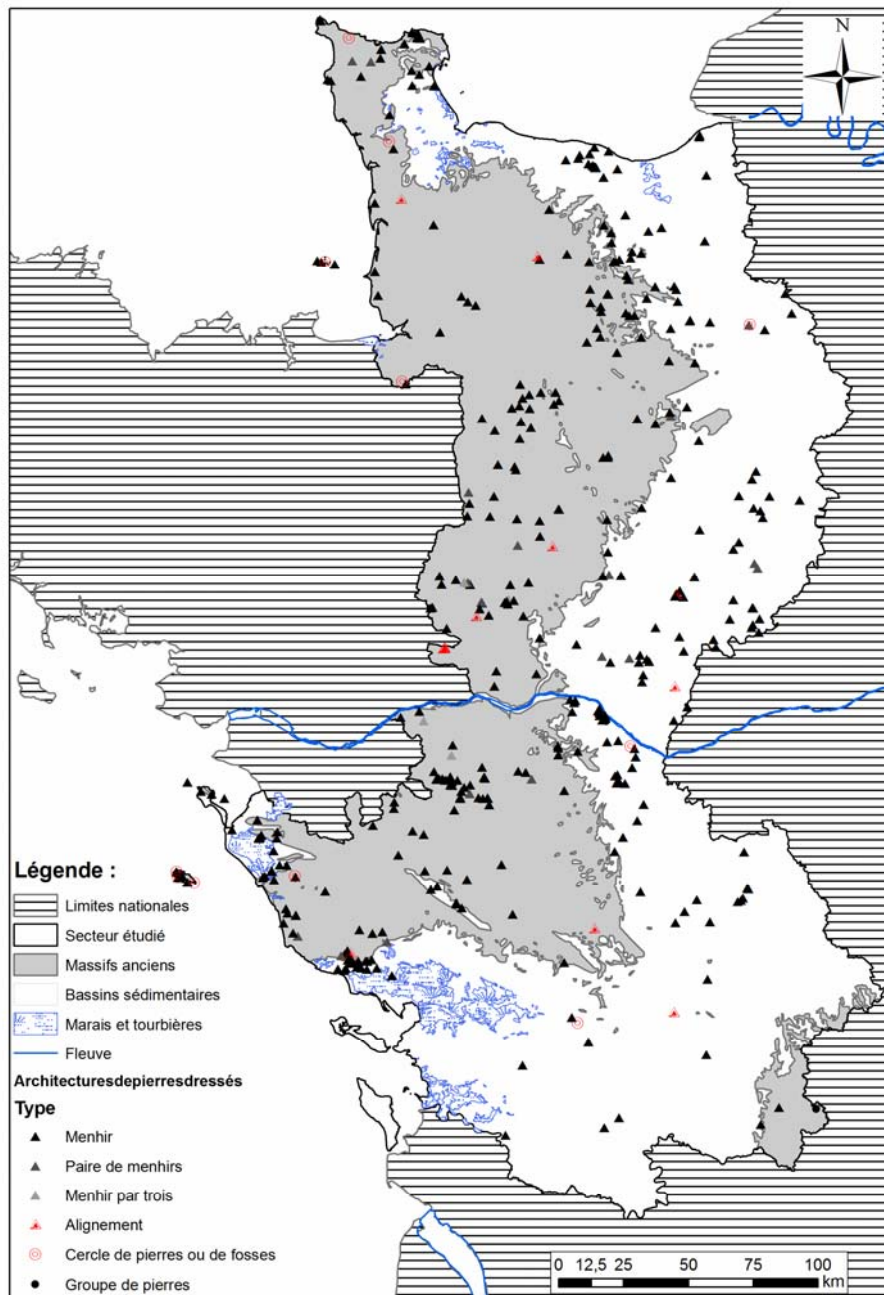 N
Légende :
Limites nationales
Secteur étudié
Massifs anciens
Bassins sédimentaires
Marais et tourbières
Fleuve
Architecturesdepierresdressés
Type
Menhir
Paire de menhirs
Menhir par trois
Alignement
Cercle de pierres ou de fosses
Groupe de pierres
0 12,5 25 50 75 100
km